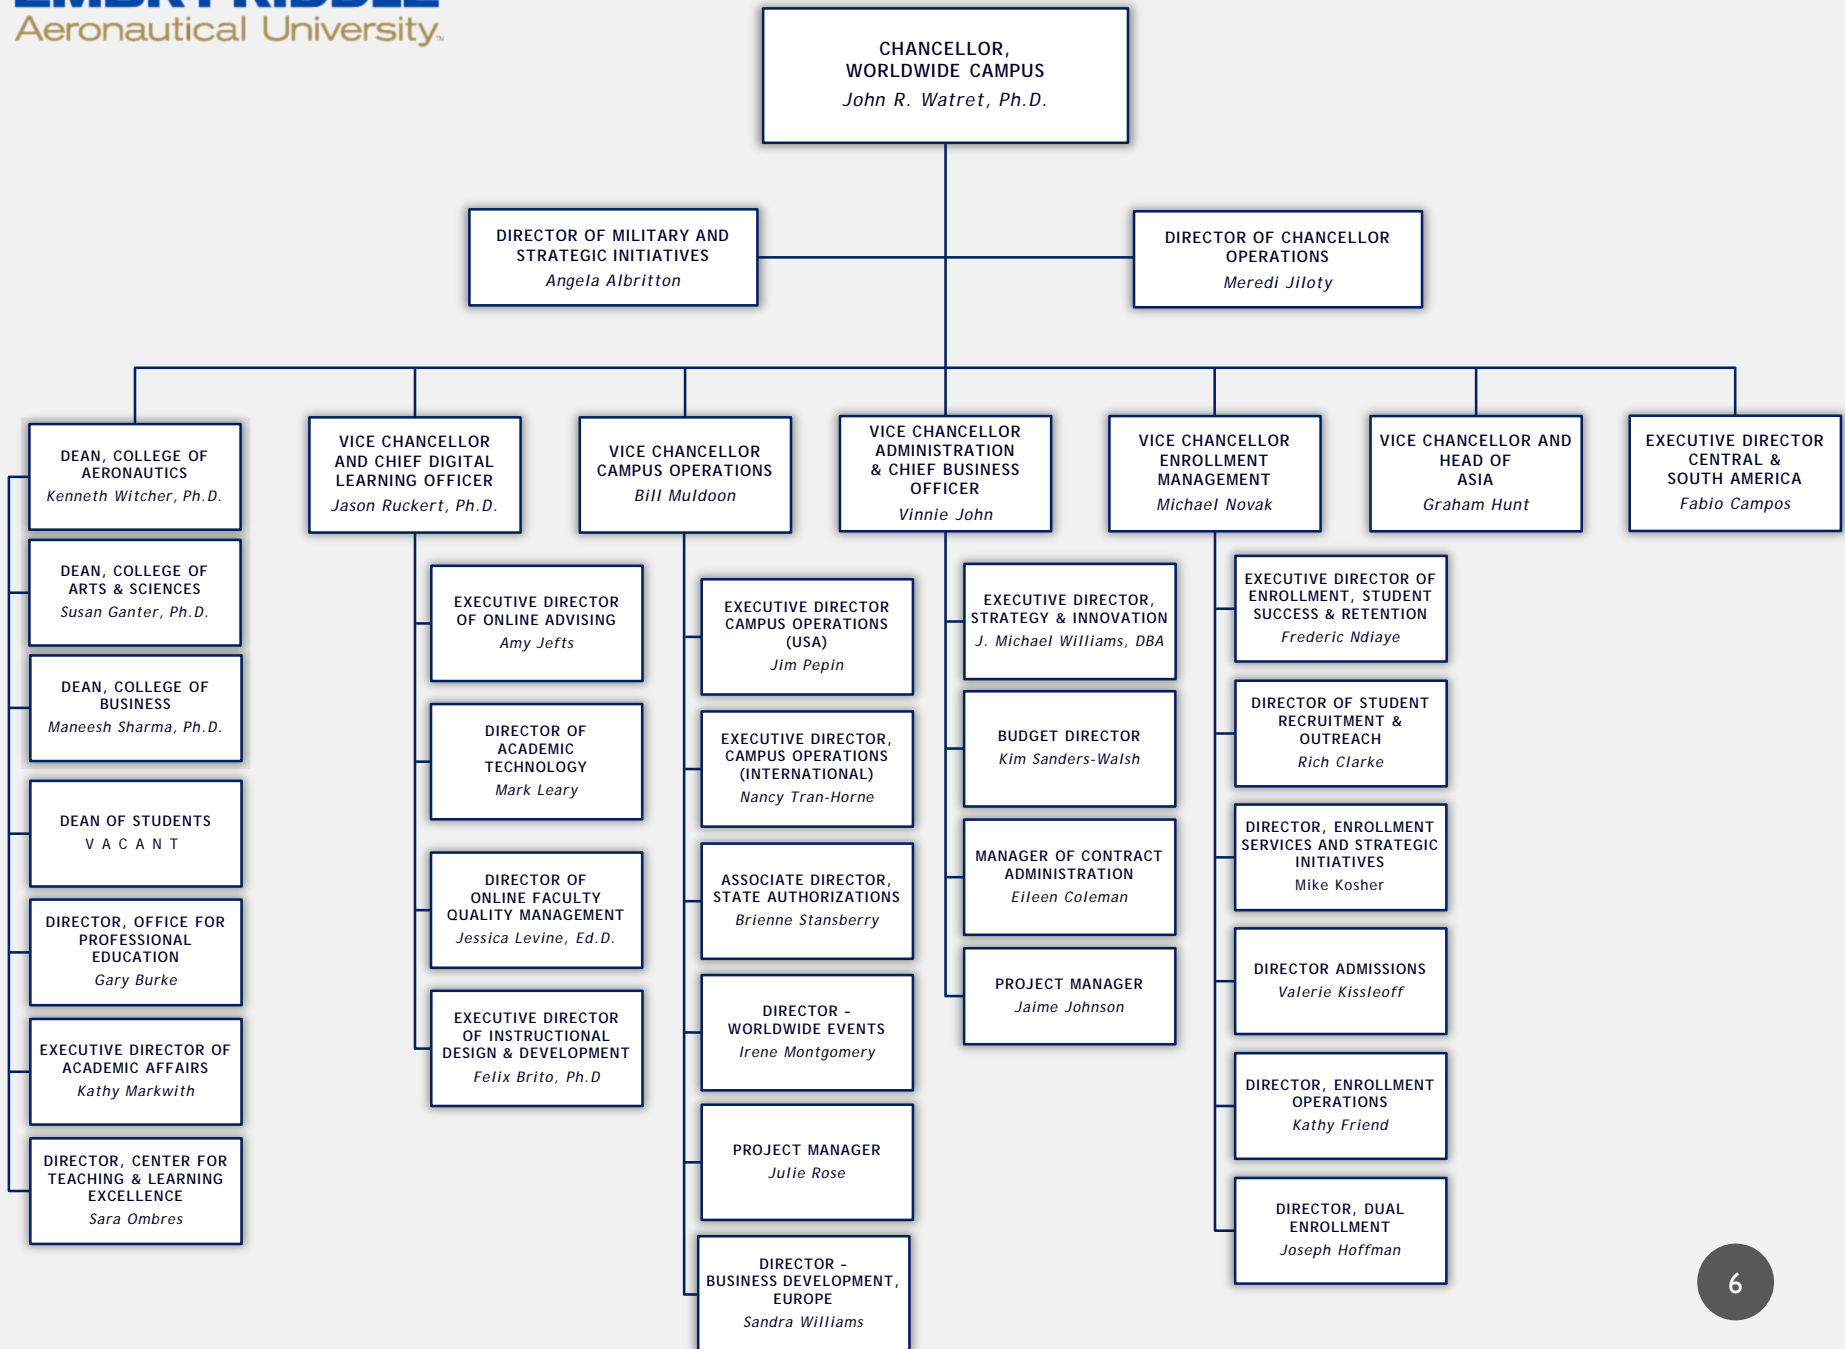 EMBRY-RIDDLE
Aeronautical University™
CHANCELLOR,
WORLDWIDE CAMPUS
John R. Watret, Ph.D.
DIRECTOR OF MILITARY AND
STRATEGIC INITIATIVES
Angela Albritton
DIRECTOR OF CHANCELLOR
OPERATIONS
Meredi Jiloty
DEAN, COLLEGE OF
AERONAUTICS
Kenneth Witcher, Ph.D.
DEAN, COLLEGE OF
ARTS & SCIENCES
Susan Ganter, Ph.D.
DEAN, COLLEGE OF
BUSINESS
Maneesh Sharma, Ph.D.
DEAN OF STUDENTS
VACANT
DIRECTOR, OFFICE FOR
PROFESSIONAL
EDUCATION
Gary Burke
EXECUTIVE DIRECTOR OF
ACADEMIC AFFAIRS
Kathy Markwith
DIRECTOR, CENTER FOR
TEACHING & LEARNING
EXCELLENCE
Sara Ombres
VICE CHANCELLOR
AND CHIEF DIGITAL
LEARNING OFFICER
Jason Ruckert, Ph.D.
EXECUTIVE DIRECTOR
OF ONLINE ADVISING
Amy Jefts
DIRECTOR OF
ACADEMIC
TECHNOLOGY
Mark Leary
DIRECTOR OF
ONLINE FACULTY
QUALITY MANAGEMENT
Jessica Levine, Ed.D.
EXECUTIVE DIRECTOR
OF INSTRUCTIONAL
DESIGN & DEVELOPMENT
Felix Brito, Ph.D
VICE CHANCELLOR
CAMPUS OPERATIONS
Bill Muldoon
EXECUTIVE DIRECTOR
CAMPUS OPERATIONS
(USA)
Jim Pepin
EXECUTIVE DIRECTOR,
CAMPUS OPERATIONS
(INTERNATIONAL)
Nancy Tran-Horne
ASSOCIATE DIRECTOR,
STATE AUTHORIZATIONS
Brienne Stansberry
DIRECTOR -
WORLDWIDE EVENTS
Irene Montgomery
PROJECT MANAGER
Julie Rose
DIRECTOR -
BUSINESS DEVELOPMENT,
EUROPE
Sandra Williams
VICE CHANCELLOR
ADMINISTRATION
& CHIEF BUSINESS
OFFICER
Vinnie John
EXECUTIVE DIRECTOR,
STRATEGY & INNOVATION
J. Michael Williams, DBA
BUDGET DIRECTOR
Kim Sanders-Walsh
MANAGER OF CONTRACT
ADMINISTRATION
Eileen Coleman
PROJECT MANAGER
Jaime Johnson
VICE CHANCELLOR
ENROLLMENT
MANAGEMENT
Michael Novak
EXECUTIVE DIRECTOR OF
ENROLLMENT, STUDENT
SUCCESS & RETENTION
Frederic Ndiaye
DIRECTOR OF STUDENT
RECRUITMENT &
OUTREACH
Rich Clarke
DIRECTOR, ENROLLMENT
SERVICES AND STRATEGIC
INITIATIVES
Mike Kosher
DIRECTOR ADMISSIONS
Valerie Kissleoff
DIRECTOR, ENROLLMENT
OPERATIONS
Kathy Friend
DIRECTOR, DUAL
ENROLLMENT
Joseph Hoffman
VICE CHANCELLOR AND
HEAD OF
ASIA
Graham Hunt
EXECUTIVE DIRECTOR
CENTRAL &
SOUTH AMERICA
Fabio Campos
6